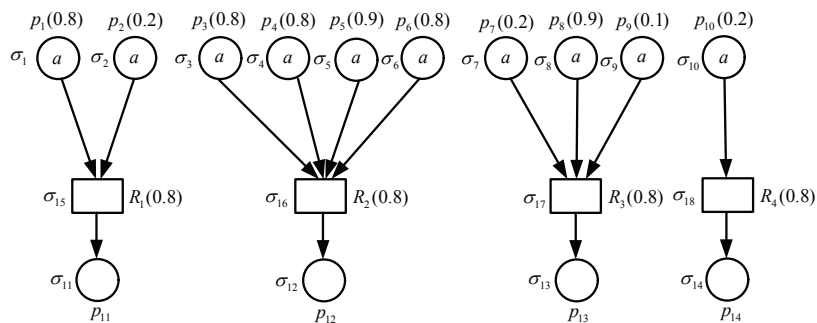 p₁(0.8) p₂(0.2) p₃(0.8) p₄(0.8) p₅(0.9) p₆(0.8) p₇(0.2) p₈(0.9) p₉(0.1) p₁₀(0.2)
σ₁ a σ₂ a σ₃ a σ₄ a σ₅ a σ₆ a σ₇ a σ₈ a σ₉ a σ₁₀ a
σ₁₅ R₁(0.8) σ₁₆ R₂(0.8) σ₁₇ R₃(0.8) σ₁₈ R₄(0.8)
σ₁₁ σ₁₂ σ₁₃ σ₁₄
p₁₁ p₁₂ p₁₃ p₁₄